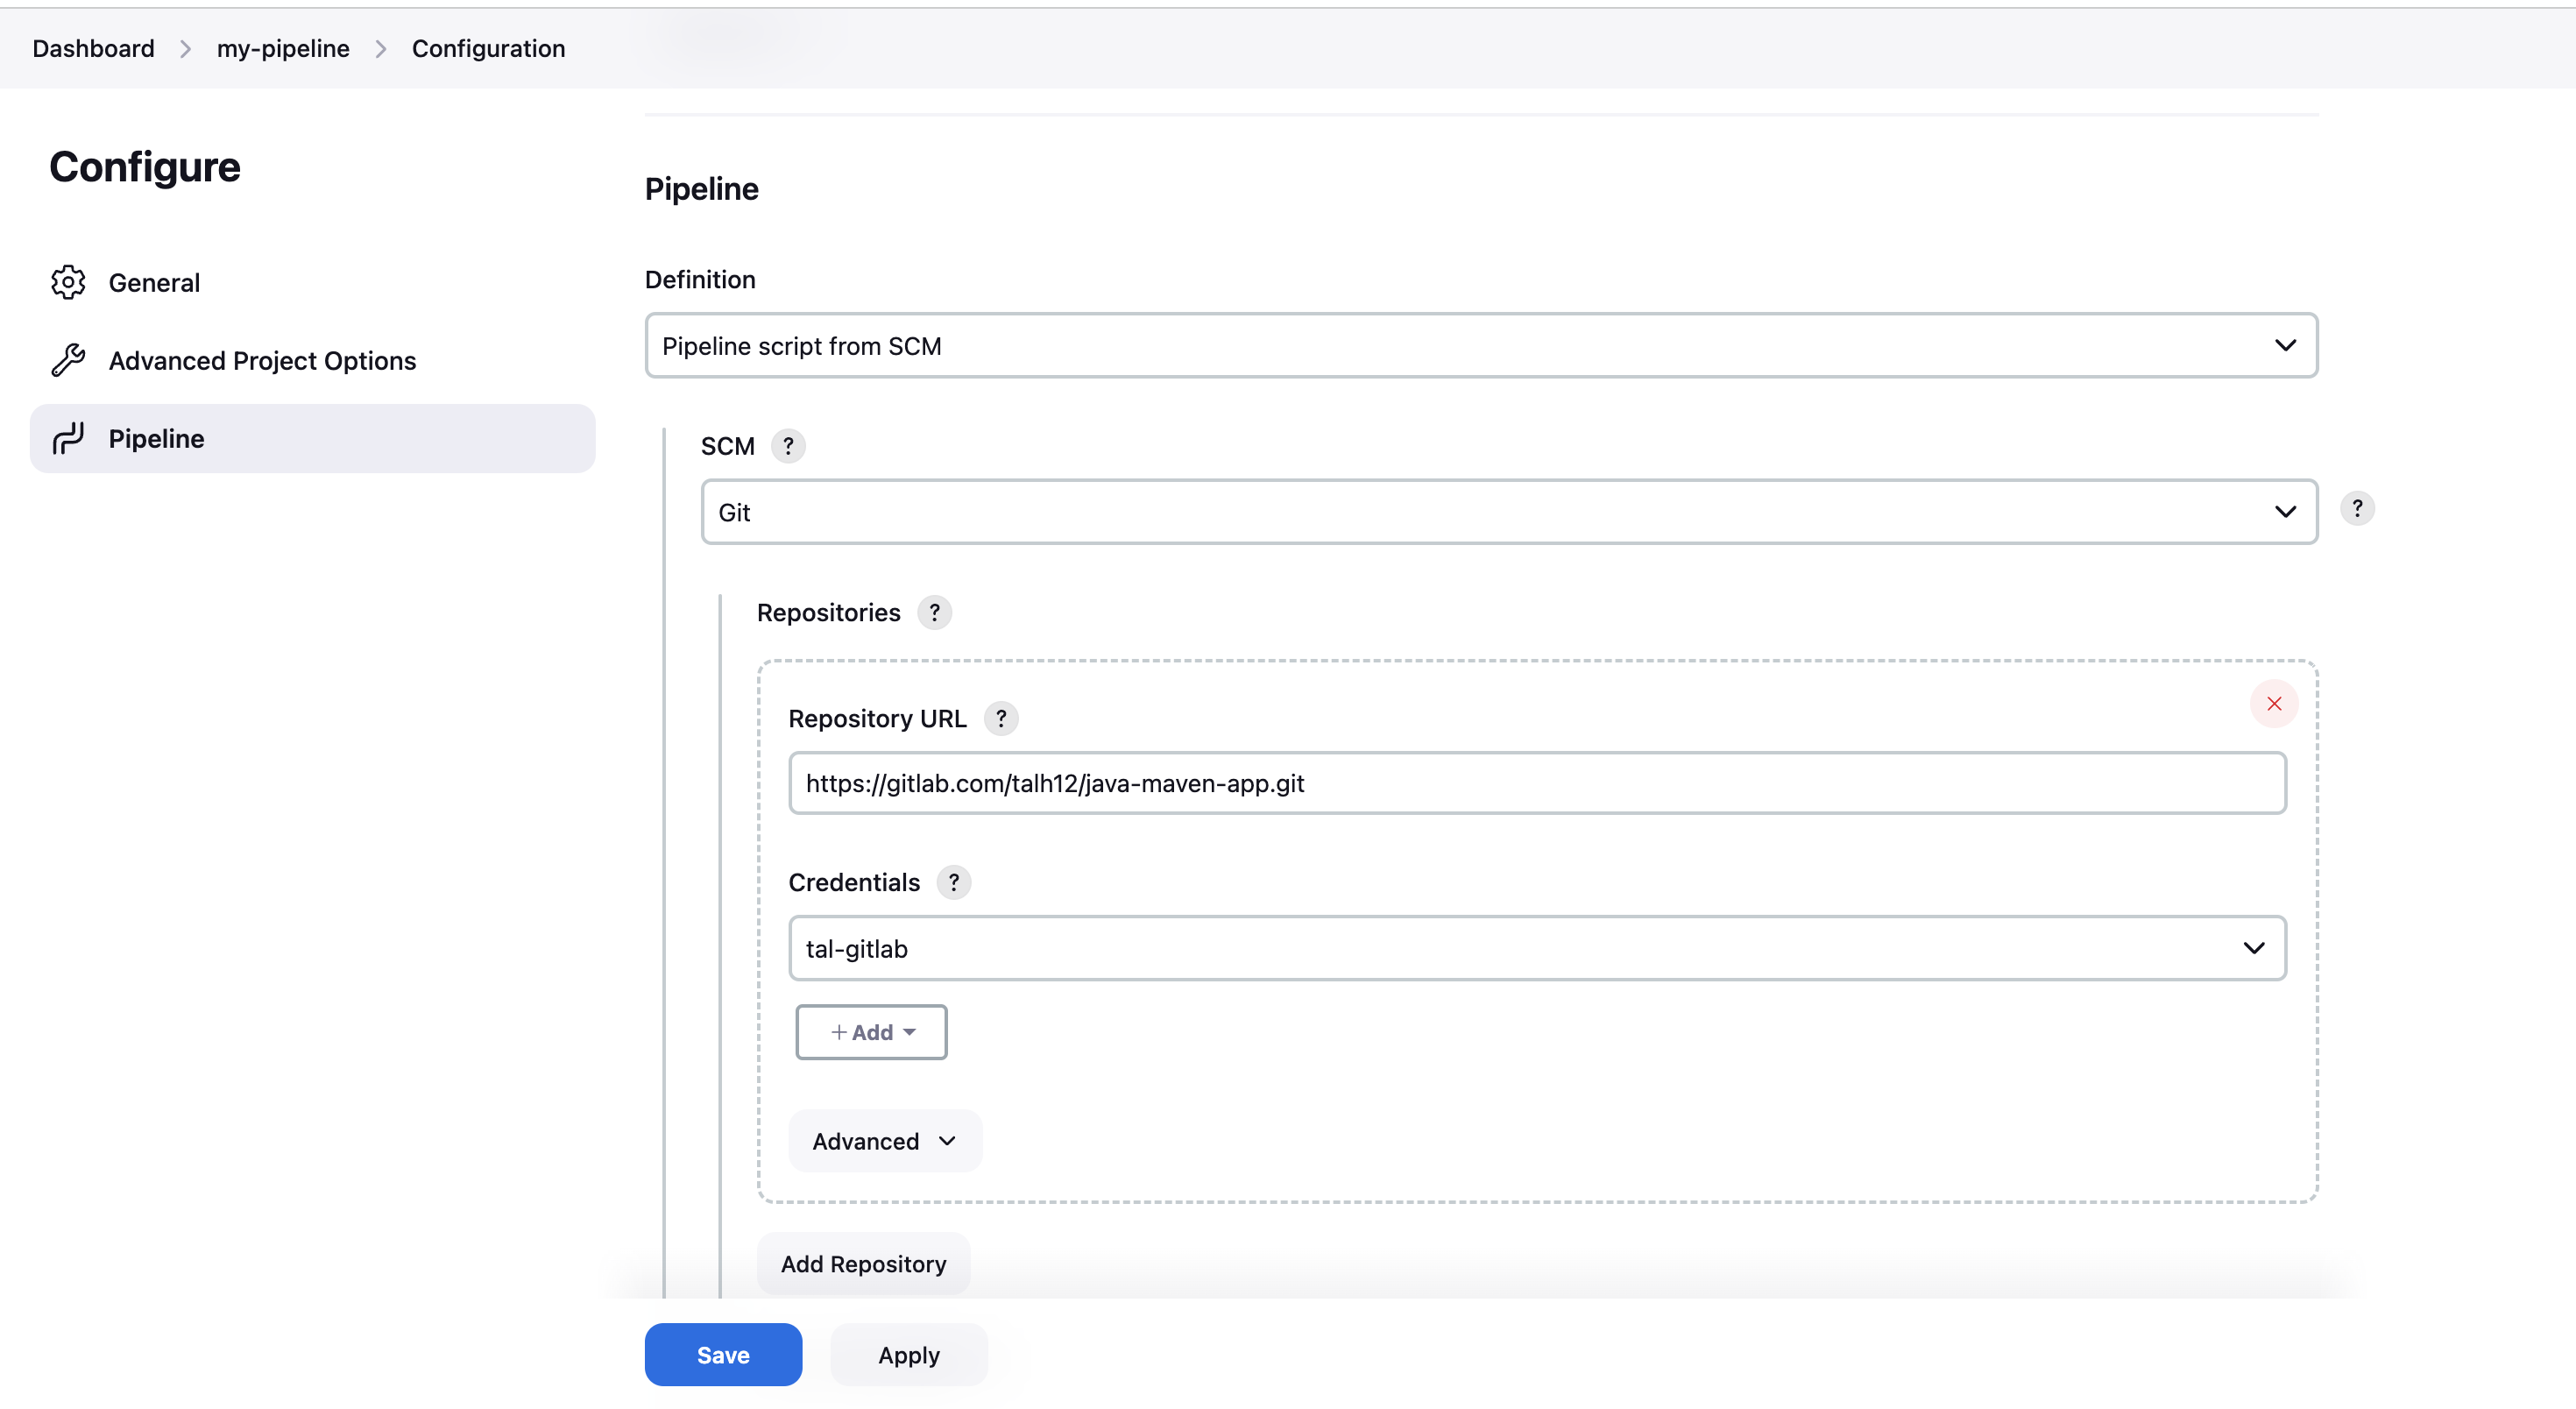 Dashboard > my-pipeline > Configuration
Configure
General
Advanced Project Options
Pipeline
Pipeline
Definition
Pipeline script from SCM
SCM ?
Git
?
Repositories ?
Repository URL ?
https://gitlab.com/talh12/java-maven-app.git
Credentials ?
tal-gitlab
+ Add
Advanced
Add Repository
Save
Apply